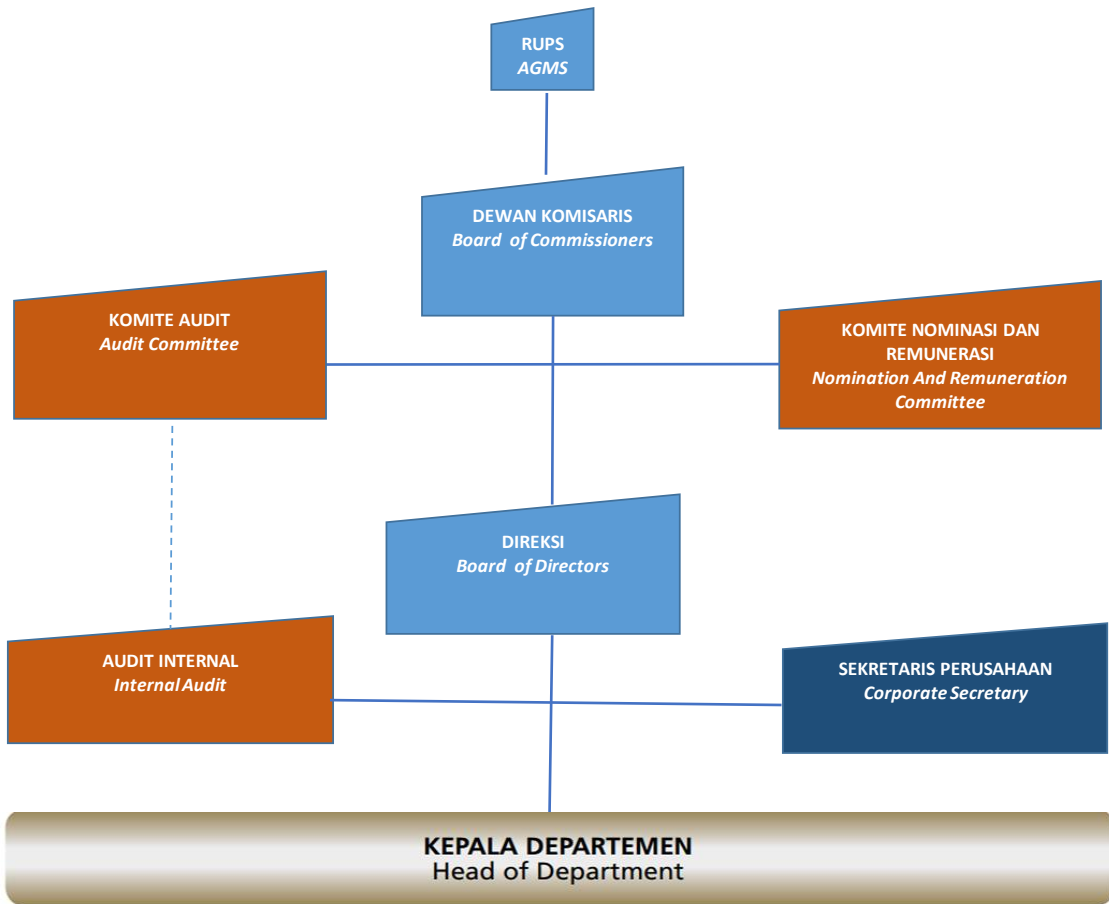 RUPS
AGMS
DEWAN KOMISARIS
Board of Commissioners
KOMITE AUDIT
Audit Committee
KOMITE NOMINASI DAN
REMUNERASI
Nomination And Remuneration
Committee
DIREKSI
Board of Directors
AUDIT INTERNAL
Internal Audit
SEKRETARIS PERUSAHAAN
Corporate Secretary
KEPALA DEPARTEMEN
Head of Department